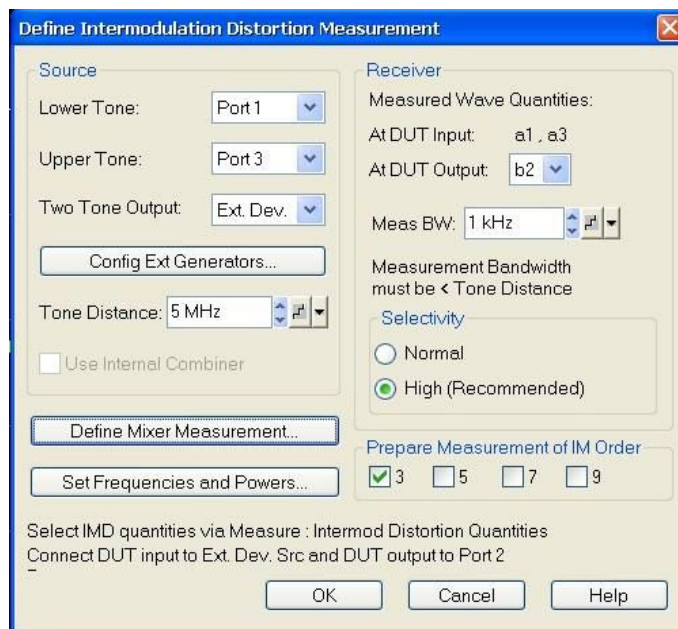 Define Intermodulation Distortion Measurement
Source
Lower Tone: Port 1
Upper Tone: Port 3
Two Tone Output: Ext. Dev.
Config Ext Generators...
Tone Distance: 5 MHz
Use Internal Combiner
Define Mixer Measurement...
Set Frequencies and Powers...
Receiver
Measured Wave Quantities:
At DUT Input: a1 , a3
At DUT Output: b2
Meas BW: 1 kHz
Measurement Bandwidth
must be < Tone Distance
Selectivity
Normal
High (Recommended)
Prepare Measurement of IM Order
3 5 7 9
Select IMD quantities via Measure : Intermod Distortion Quantities
Connect DUT input to Ext. Dev. Src and DUT output to Port 2
OK Cancel Help